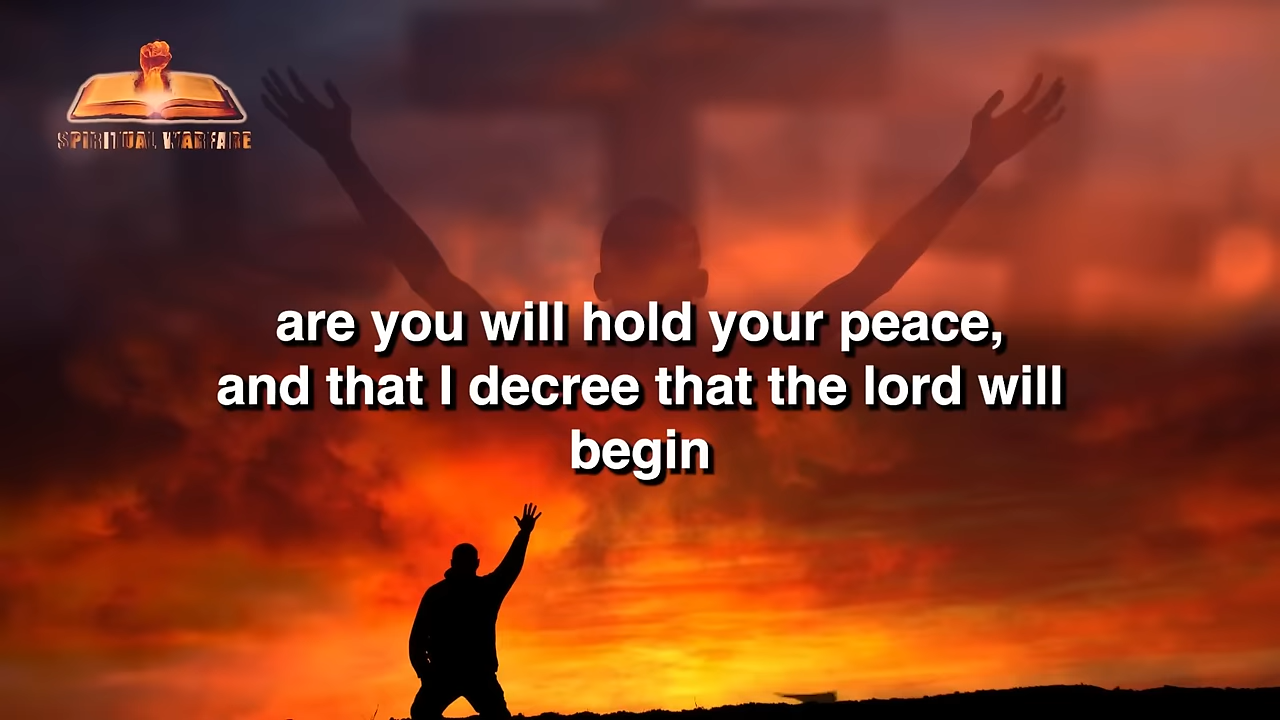 SPIRITUAL WARFARE
are you will hold your peace,
and that I decree that the lord will
begin